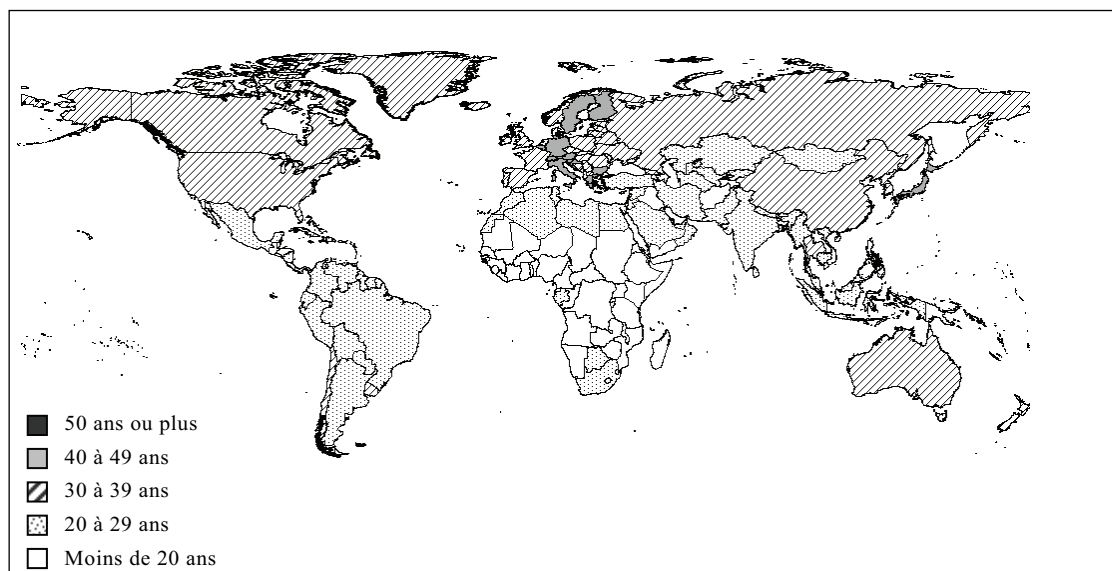 50 ans ou plus
40 à 49 ans
30 à 39 ans
20 à 29 ans
Moins de 20 ans